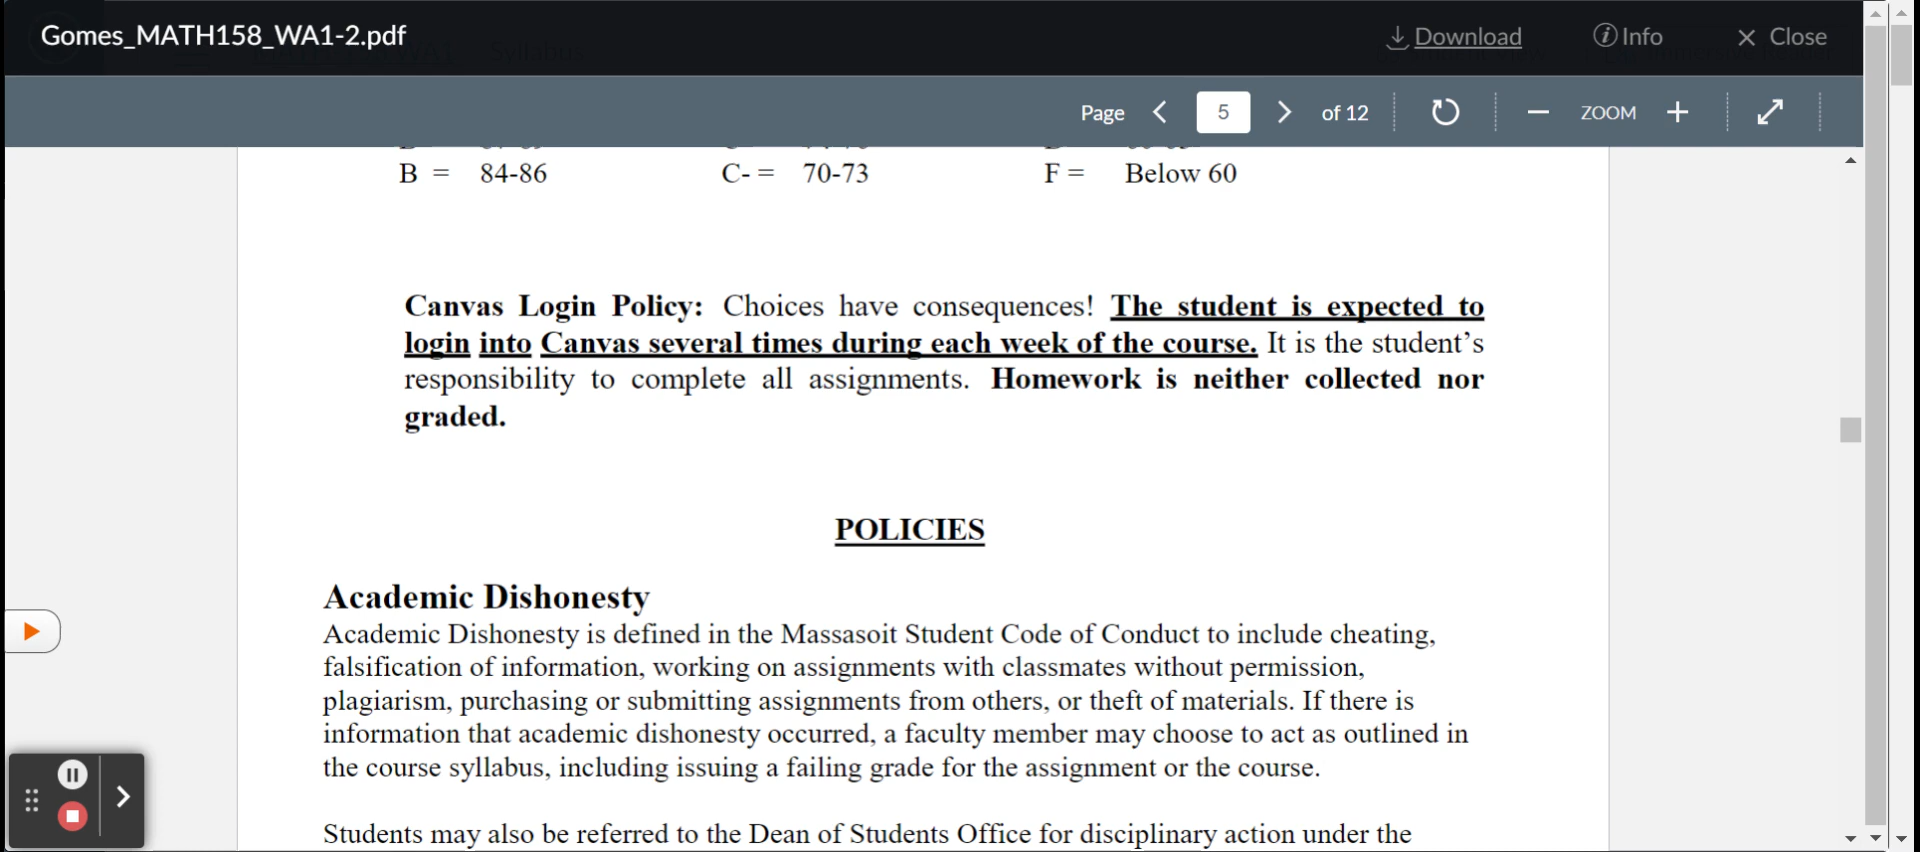 Gomes_MATH158_WA1-2.pdf
Download
Info
Close
Page
5
of 12
ZOOM
B = 84-86 C- = 70-73 F = Below 60
Canvas Login Policy: Choices have consequences! The student is expected to
login into Canvas several times during each week of the course. It is the student’s
responsibility to complete all assignments. Homework is neither collected nor
graded.
POLICIES
Academic Dishonesty
Academic Dishonesty is defined in the Massasoit Student Code of Conduct to include cheating,
falsification of information, working on assignments with classmates without permission,
plagiarism, purchasing or submitting assignments from others, or theft of materials. If there is
information that academic dishonesty occurred, a faculty member may choose to act as outlined in
the course syllabus, including issuing a failing grade for the assignment or the course.
Students may also be referred to the Dean of Students Office for disciplinary action under the